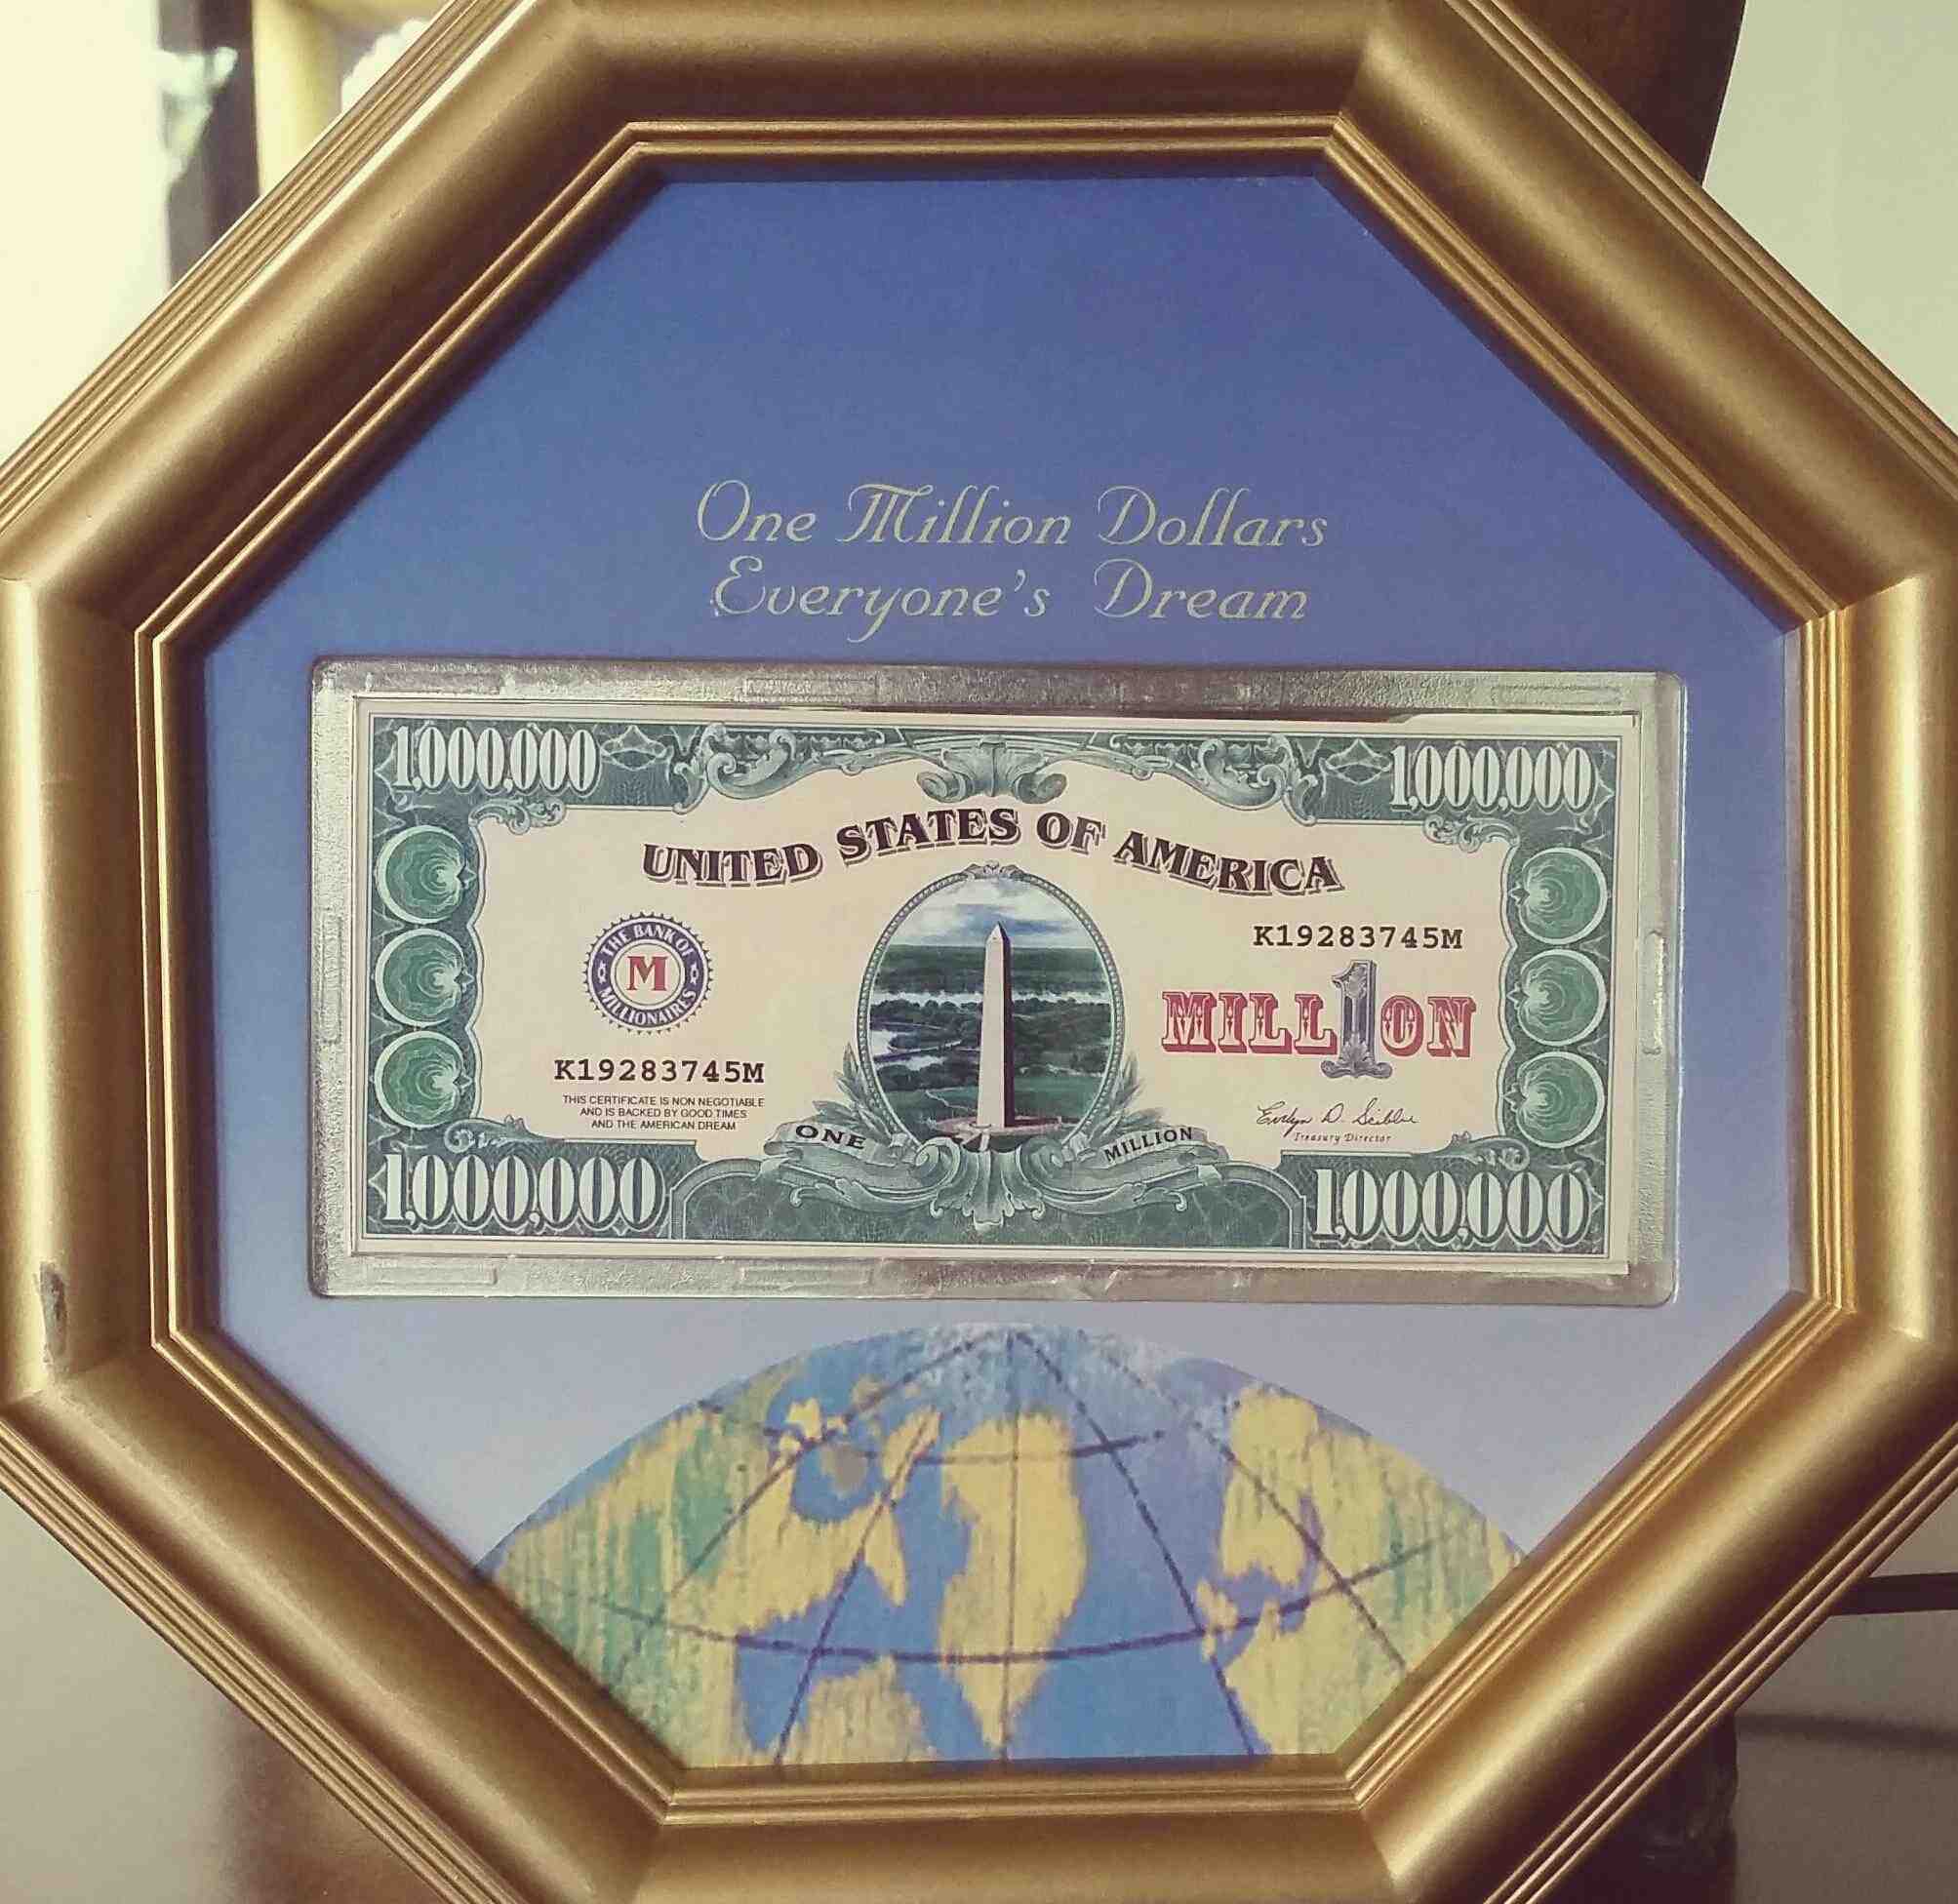 One Million Dollars
Everyone's Dream
1,000,000
1,000,000
UNITED STATES OF AMERICA
THE BANK OF
M
MILLIONAIRES
K19283745M
MILL1ON
K19283745M
THIS CERTIFICATE IS NON NEGOTIABLE
AND IS BACKED BY GOOD TIMES
AND THE AMERICAN DREAM
ONE MILLION
Treasury Director
1,000,000
1,000,000